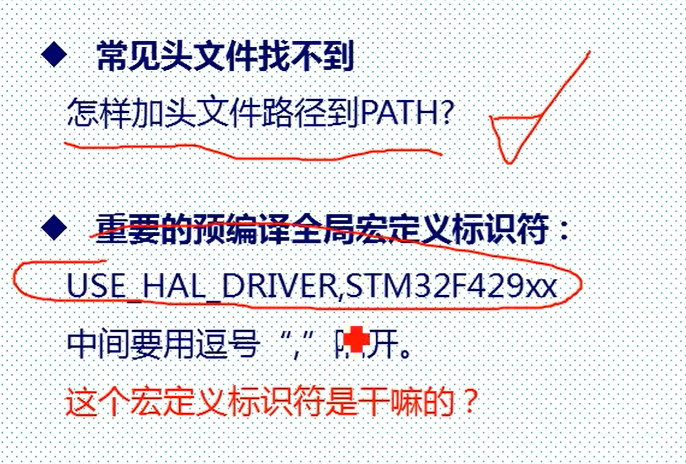 ◆ 常见头文件找不到
怎样加头文件路径到PATH?
◆ 重要的预编译全局宏定义标识符：
USE_HAL_DRIVER,STM32F429xx
中间要用逗号“,”开。
这个宏定义标识符是干嘛的？